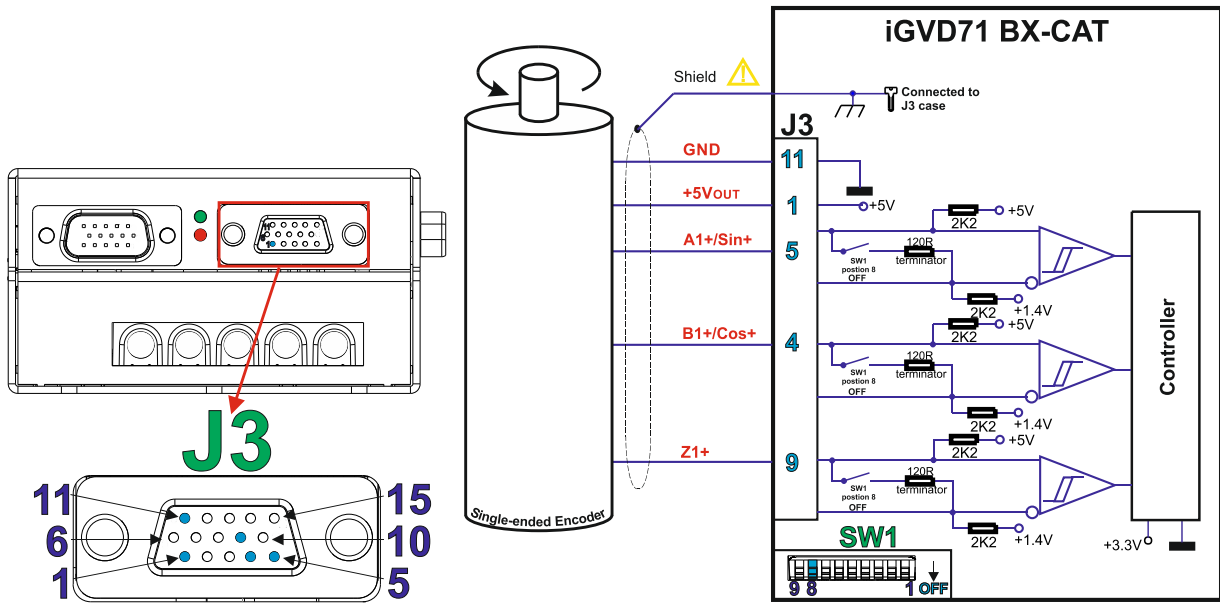 iGVD71 BX-CAT
Shield
Connected to
J3 case
J3
GND
11
+5VOUT
1
+5V
A1+/Sin+
5
2K2
+5V
SW1
postion 8
OFF
120R
terminator
2K2
+1.4V
B1+/Cos+
4
2K2
+5V
SW1
postion 8
OFF
120R
terminator
2K2
+1.4V
Z1+
9
2K2
+5V
SW1
postion 8
OFF
120R
terminator
2K2
+1.4V
Controller
+3.3V
Single-ended Encoder
SW1
9 8 1 OFF
J3
11 15
6 10
1 5